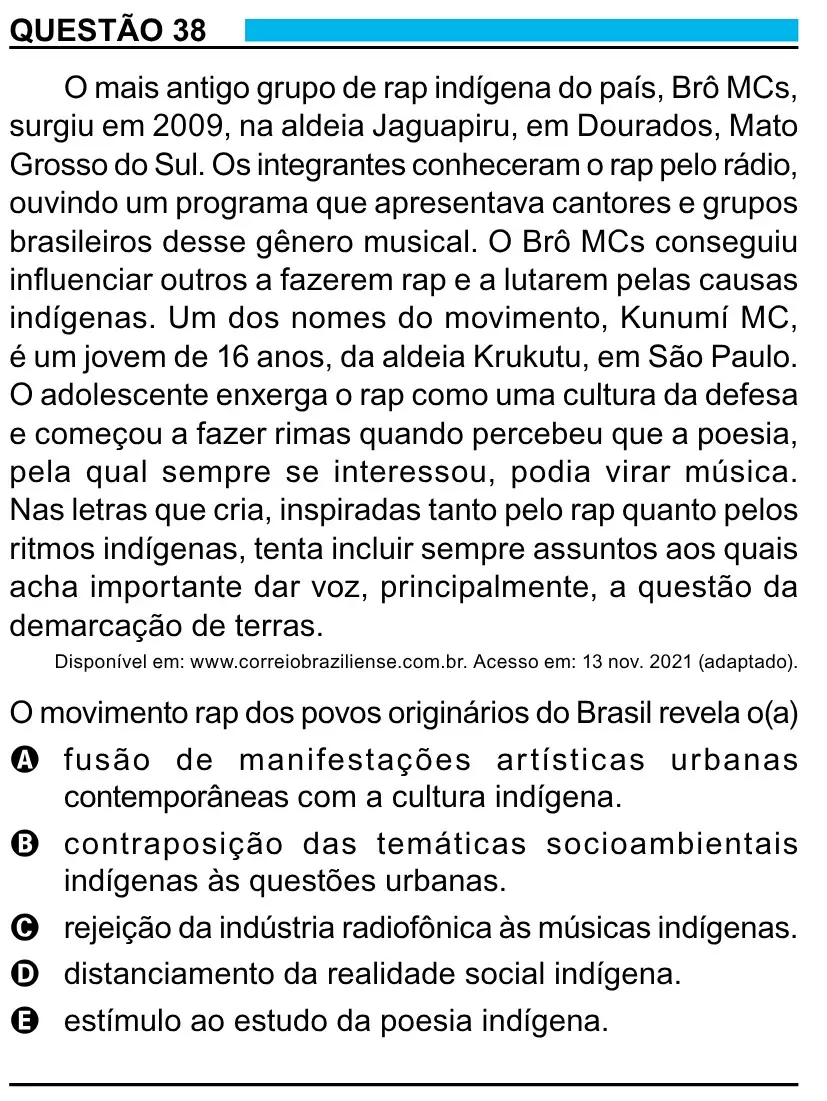 QUESTÃO 38
O mais antigo grupo de rap indígena do país, Brô MCs,
surgiu em 2009, na aldeia Jaguapiru, em Dourados, Mato
Grosso do Sul. Os integrantes conheceram o rap pelo rádio,
ouvindo um programa que apresentava cantores e grupos
brasileiros desse gênero musical. O Brô MCs conseguiu
influenciar outros a fazerem rap e a lutarem pelas causas
indígenas. Um dos nomes do movimento, Kunumí MC,
é um jovem de 16 anos, da aldeia Krukutu, em São Paulo.
O adolescente enxerga o rap como uma cultura da defesa
e começou a fazer rimas quando percebeu que a poesia,
pela qual sempre se interessou, podia virar música.
Nas letras que cria, inspiradas tanto pelo rap quanto pelos
ritmos indígenas, tenta incluir sempre assuntos aos quais
acha importante dar voz, principalmente, a questão da
demarcação de terras.
Disponível em: www.correiobraziliense.com.br. Acesso em: 13 nov. 2021 (adaptado).
O movimento rap dos povos originários do Brasil revela o(a)
A fusão de manifestações artísticas urbanas
contemporâneas com a cultura indígena.
B contraposição das temáticas socioambientais
indígenas às questões urbanas.
C rejeição da indústria radiofônica às músicas indígenas.
D distanciamento da realidade social indígena.
E estímulo ao estudo da poesia indígena.